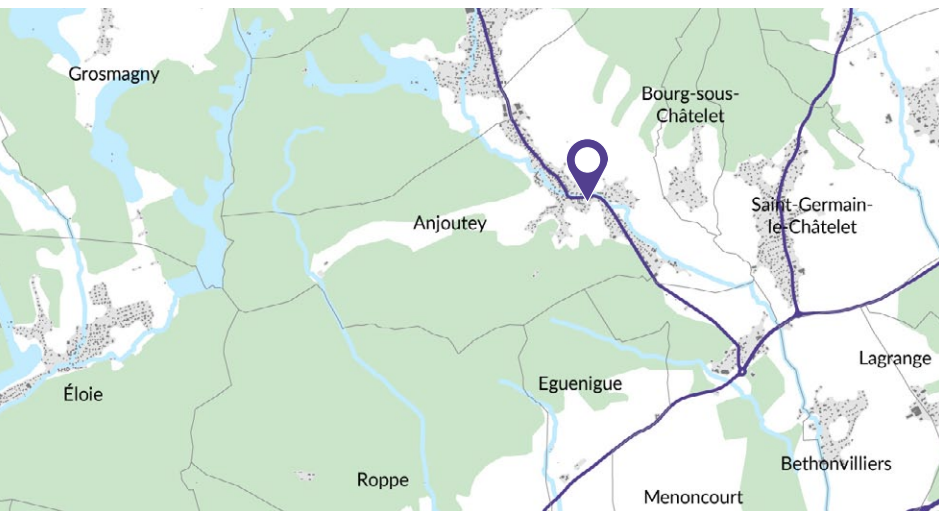 Grosmagny
Bourg-sous-
Châtelet
Anjoutey
Saint-Germain-
le-Châtelet
Lagrange
Éloie
Eguenigue
Bethonvilliers
Roppe
Menoncourt